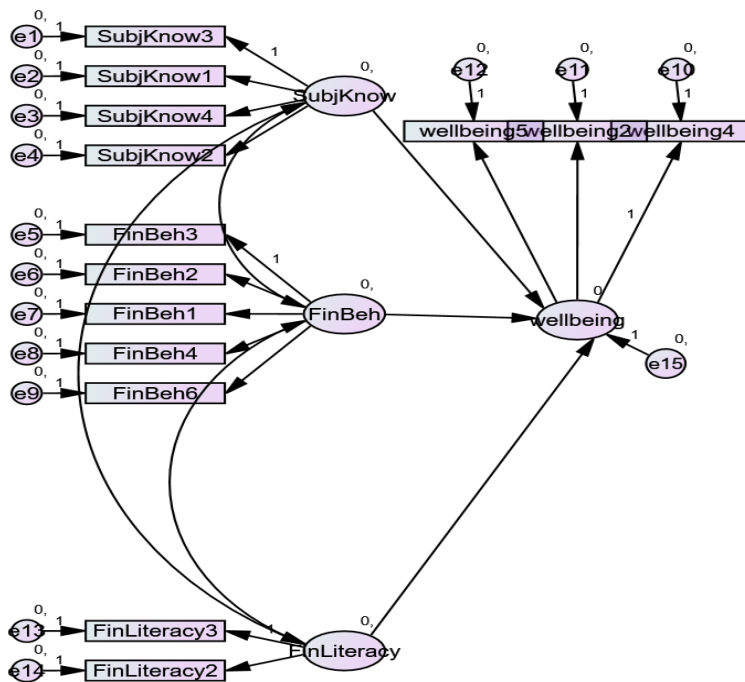 0,
e1 1 SubjKnow3
0,
e2 1 SubjKnow1
0,
e3 1 SubjKnow4
0,
e4 1 SubjKnow2
1
0,
SubjKnow
0, 0, 0,
e12 e11 e10
1 1 1
wellbeing5 wellbeing2 wellbeing4
0,
e5 1 FinBeh3
0,
e6 1 FinBeh2
0,
e7 1 FinBeh1
0,
e8 1 FinBeh4
0,
e9 1 FinBeh6
1
0,
FinBeh
1
0,
wellbeing
1
0,
e15
0,
e13 1 FinLiteracy3
0,
e14 1 FinLiteracy2
1
0,
FinLiteracy